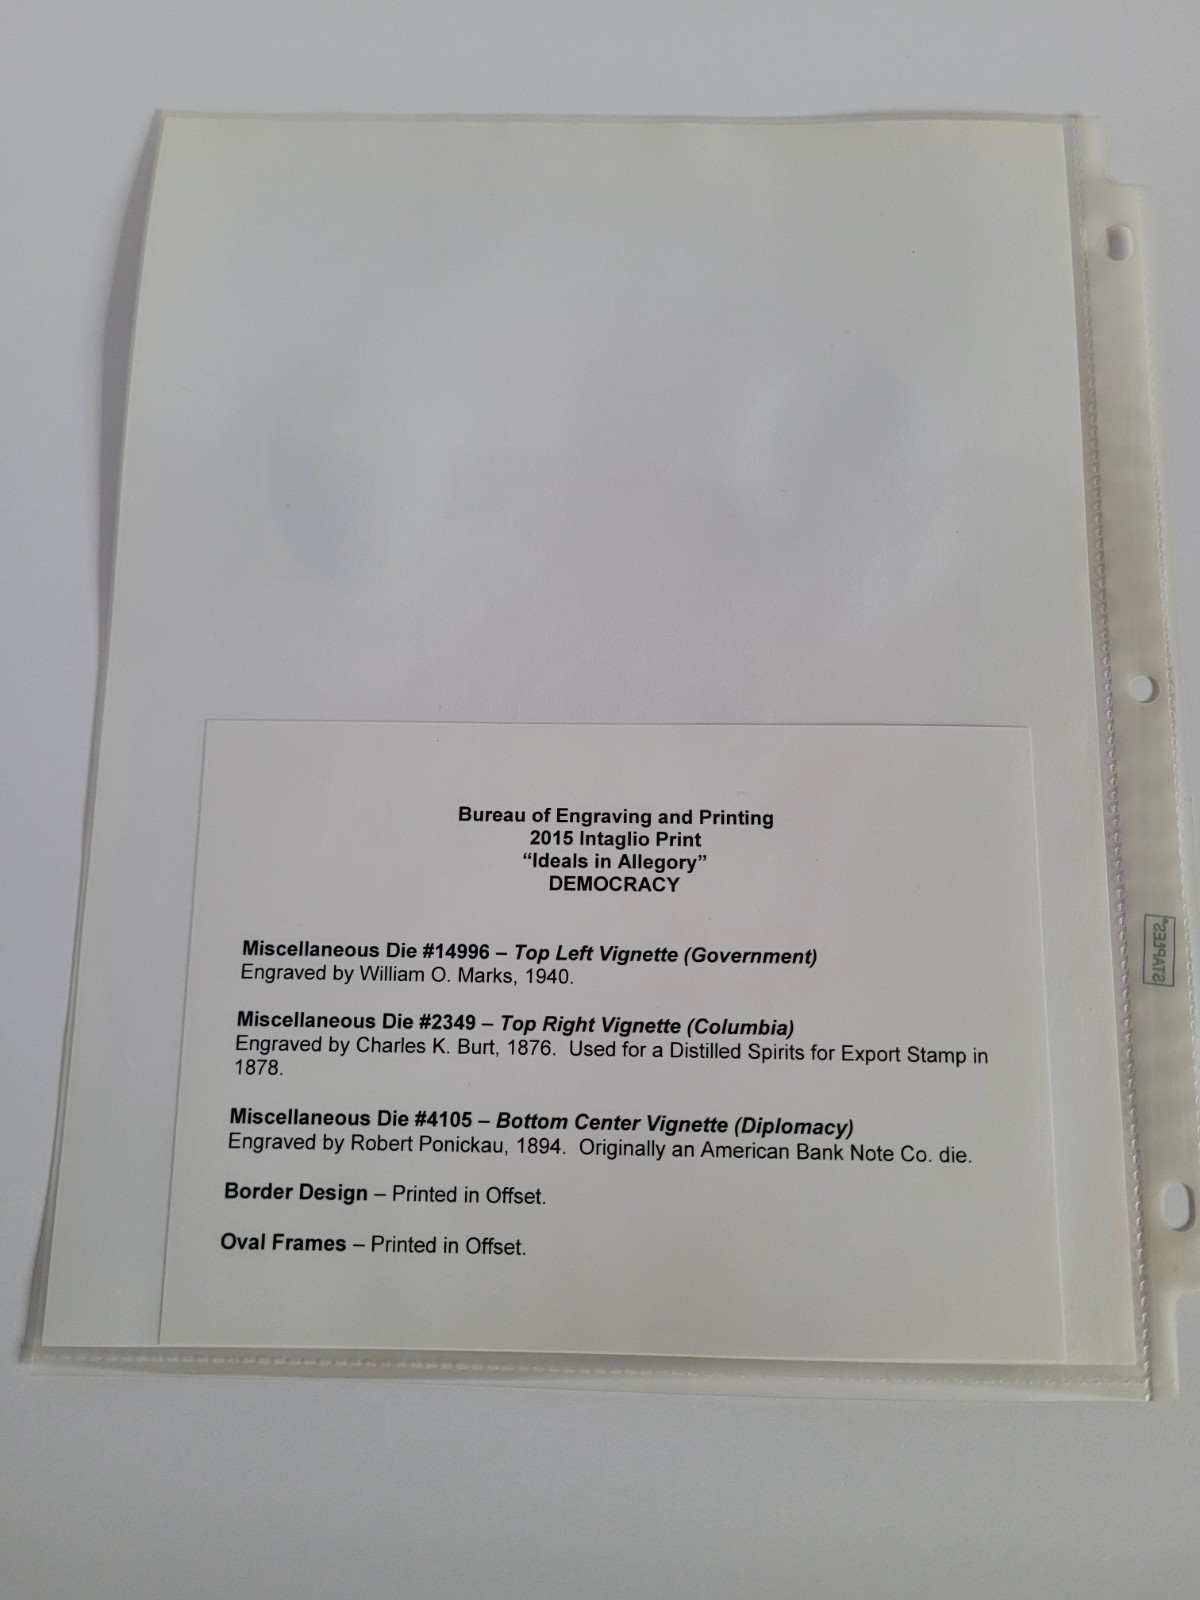 Bureau of Engraving and Printing
2015 Intaglio Print
“Ideals in Allegory”
DEMOCRACY
Miscellaneous Die #14996 – Top Left Vignette (Government)
Engraved by William O. Marks, 1940.
Miscellaneous Die #2349 – Top Right Vignette (Columbia)
Engraved by Charles K. Burt, 1876.  Used for a Distilled Spirits for Export Stamp in
1878.
Miscellaneous Die #4105 – Bottom Center Vignette (Diplomacy)
Engraved by Robert Ponickau, 1894.  Originally an American Bank Note Co. die.
Border Design – Printed in Offset.
Oval Frames – Printed in Offset.
STAPLES®